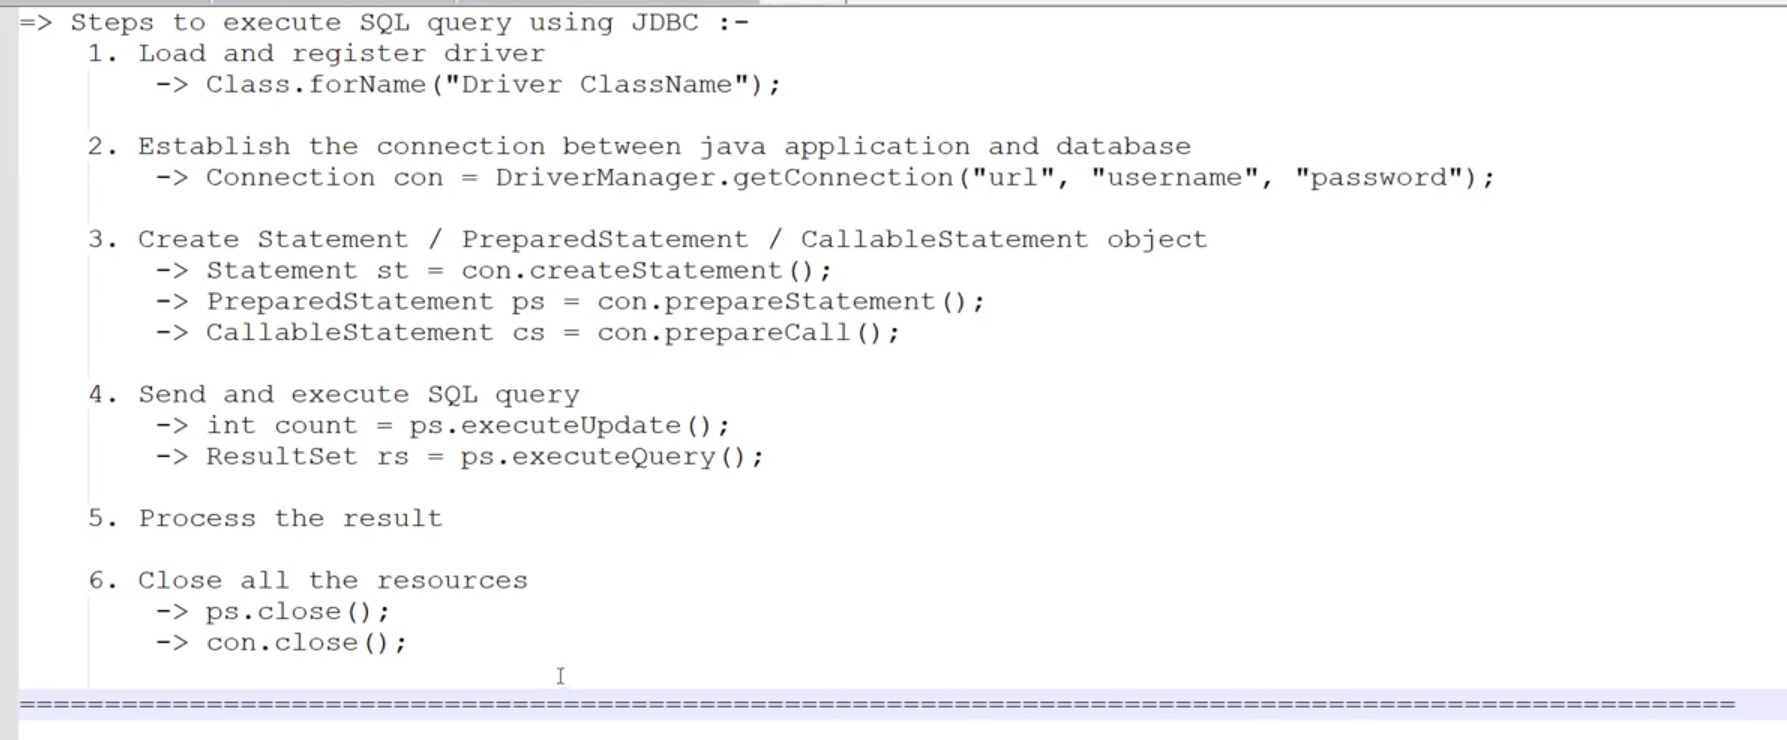 => Steps to execute SQL query using JDBC :-
1. Load and register driver
-> Class.forName("Driver ClassName");
2. Establish the connection between java application and database
-> Connection con = DriverManager.getConnection("url", "username", "password");
3. Create Statement / PreparedStatement / CallableStatement object
-> Statement st = con.createStatement();
-> PreparedStatement ps = con.prepareStatement();
-> CallableStatement cs = con.prepareCall();
4. Send and execute SQL query
-> int count = ps.executeUpdate();
-> ResultSet rs = ps.executeQuery();
5. Process the result
6. Close all the resources
-> ps.close();
-> con.close();
=====================================================================================================